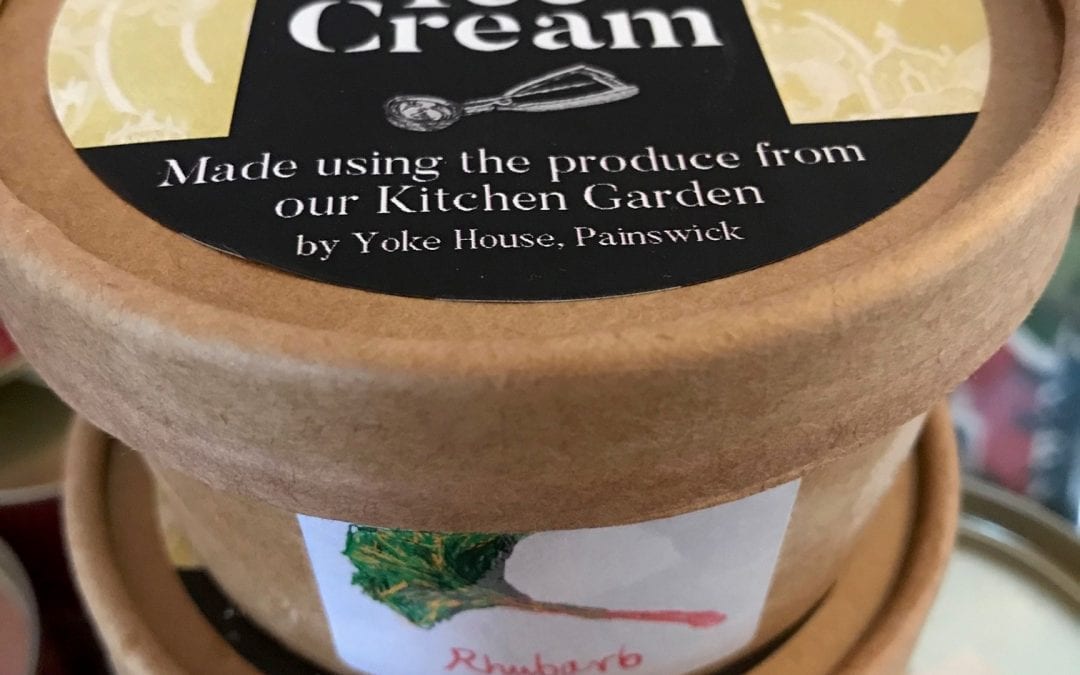 Cream
Made using the produce from
our Kitchen Garden
by Yoke House, Painswick
Rhubarb